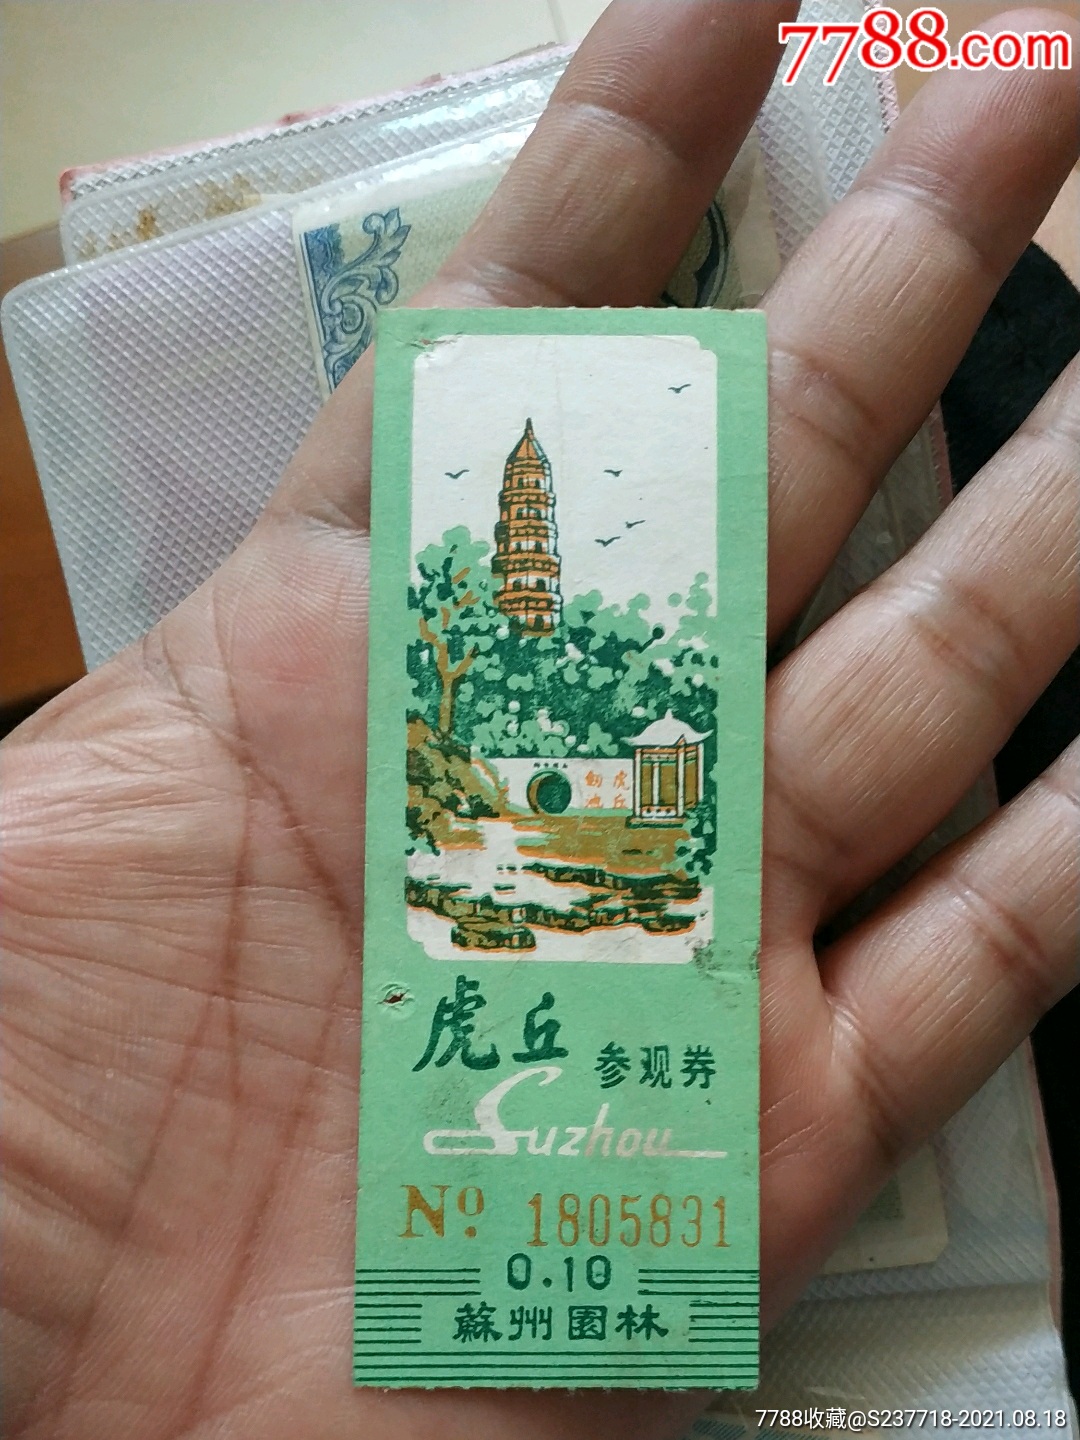 7788.com
虎丘
剑池
虎丘 参观券
Suzhou
No. 1805831
0.10
蘇州園林
7788收藏@S237718-2021.08.18